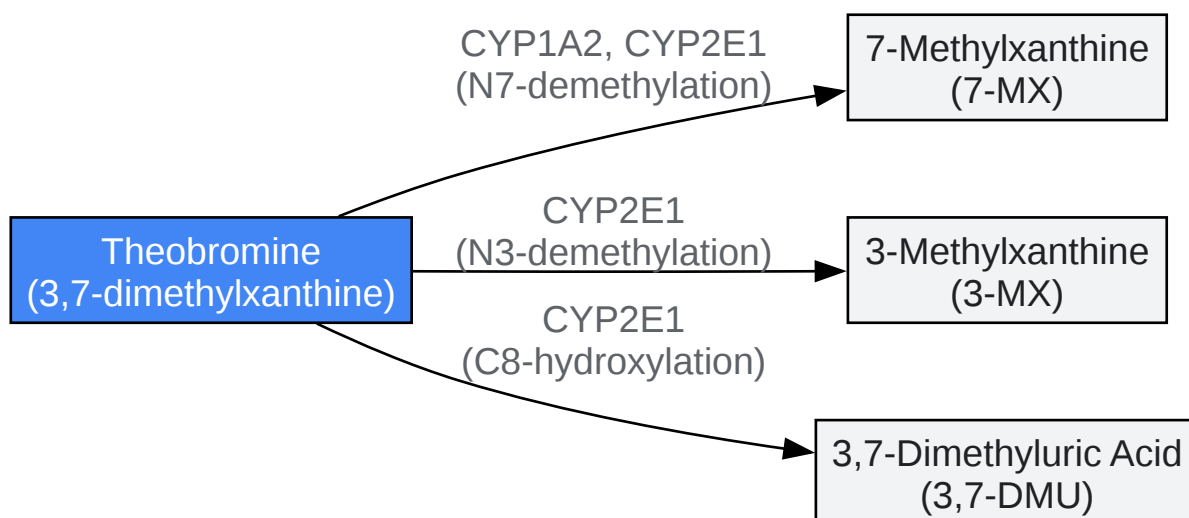 CYP1A2, CYP2E1
(N7-demethylation)
7-Methylxanthine
(7-MX)
Theobromine
(3,7-dimethylxanthine)
CYP2E1
(N3-demethylation)
3-Methylxanthine
(3-MX)
CYP2E1
(C8-hydroxylation)
3,7-Dimethyluric Acid
(3,7-DMU)